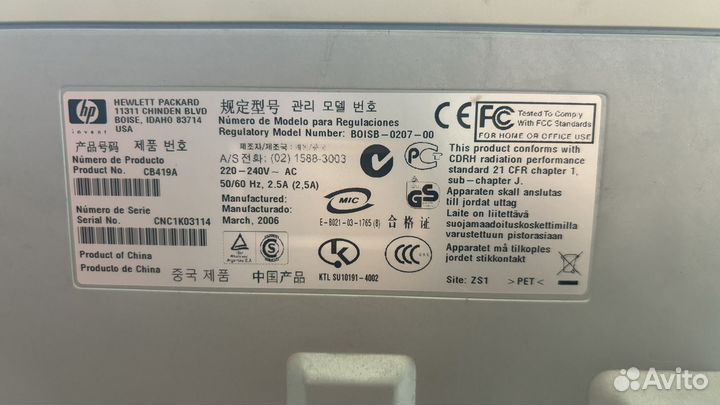 hp
invent
HEWLETT PACKARD
11311 CHINDEN BLVD
BOISE, IDAHO 83714
USA
产品号码 제품 번호
Número de Producto
Product No. CB419A
Número de Serie
Serial No. CNC1K03114
Product of China
Producto de China
중국 제품 中国产品
规定型号 관리 모델 번호
Número de Modelo para Regulaciones
Regulatory Model Number: BOISB-0207-00
A/S전화: (02) 1588-3003
220-240V~ AC
50/60 Hz, 2.5A (2,5A)
Manufactured:
Manufacturado:
March, 2006
MIC
E-B021-03-1765 (B)
合格证
S
K
KTL SU10191-4002
CCC
N
PC
GS
CE
FC Tested To Comply
With FCC Standards
FOR HOME OR OFFICE USE
This product conforms with
CDRH radiation performance
standard 21 CFR chapter 1,
sub-chapter J.
Apparaten skall anslutas
till jordat uttag
Laite on liitettävä
suojamaadoituskoskettimilla
varustettuun pistorasiaan
Apparatet må tilkoples
jordet stikkontakt
Site: ZS1 >PET<
Avito